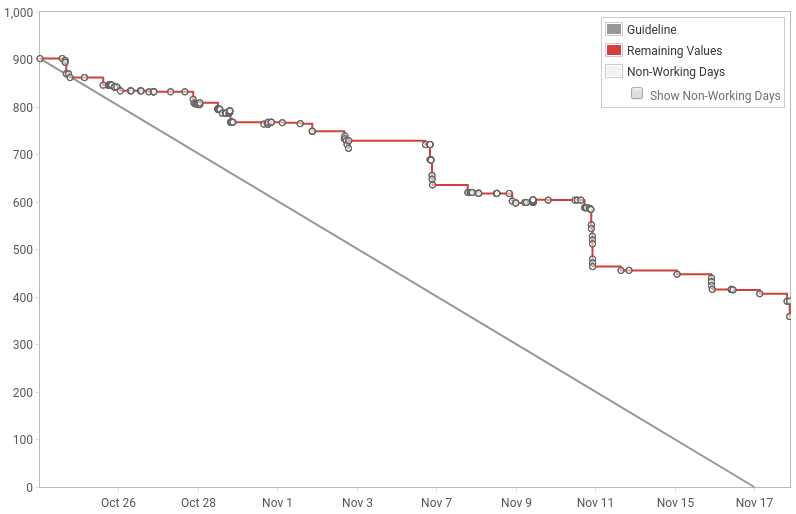 1,000
900
800
700
600
500
400
300
200
100
0
Guideline
Remaining Values
Non-Working Days
Show Non-Working Days
Oct 26 Oct 28 Nov 1 Nov 3 Nov 7 Nov 9 Nov 11 Nov 15 Nov 17